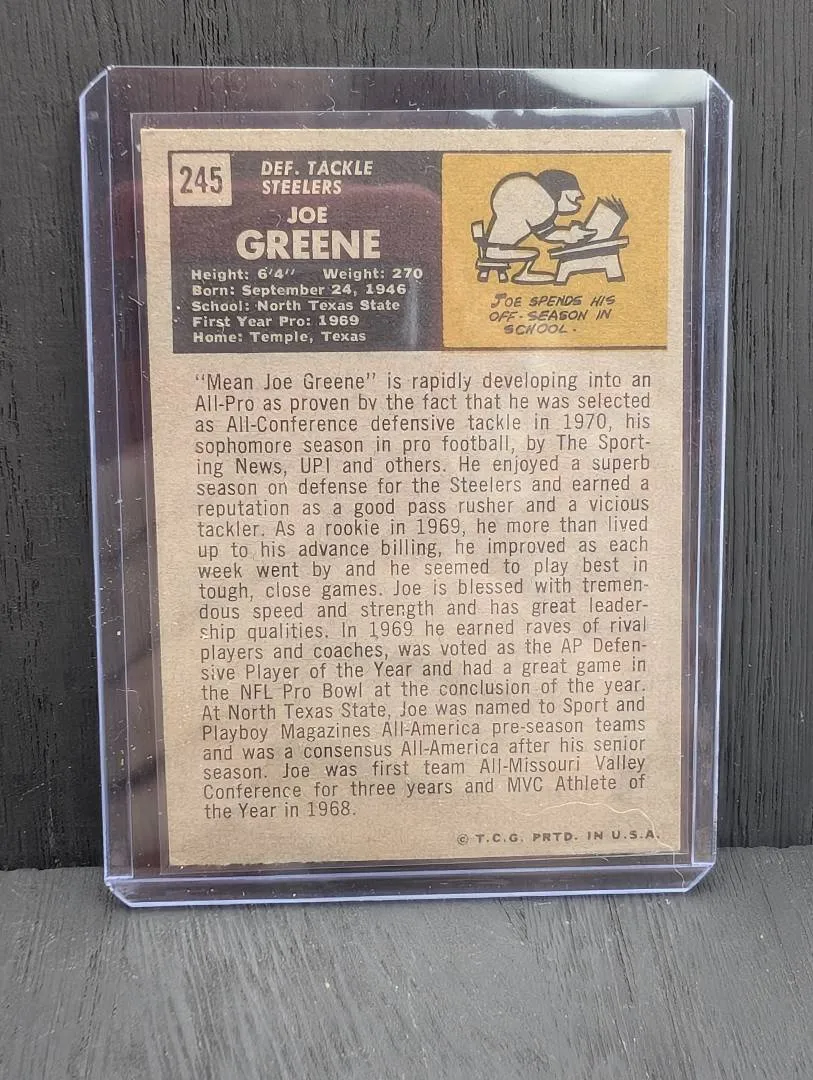 245
DEF. TACKLE
STEELERS
JOE
GREENE
Height: 6'4'' Weight: 270
Born: September 24, 1946
School: North Texas State
First Year Pro: 1969
Home: Temple, Texas
JOE SPENDS HIS
OFF-SEASON IN
SCHOOL.
"Mean Joe Greene" is rapidly developing into an
All-Pro as proven by the fact that he was selected
as All-Conference defensive tackle in 1970, his
sophomore season in pro football, by The Sport-
ing News, UPI and others. He enjoyed a superb
season on defense for the Steelers and earned a
reputation as a good pass rusher and a vicious
tackler. As a rookie in 1969, he more than lived
up to his advance billing, he improved as each
week went by and he seemed to play best in
tough, close games. Joe is blessed with tremen-
dous speed and strength and has great leader-
ship qualities. In 1969 he earned raves of rival
players and coaches, was voted as the AP Defen-
sive Player of the Year and had a great game in
the NFL Pro Bowl at the conclusion of the year.
At North Texas State, Joe was named to Sport and
Playboy Magazines All-America pre-season teams
and was a consensus All-America after his senior
season. Joe was first team All-Missouri Valley
Conference for three years and MVC Athlete of
the Year in 1968.
© T.C.G. PRTD. IN U.S.A.